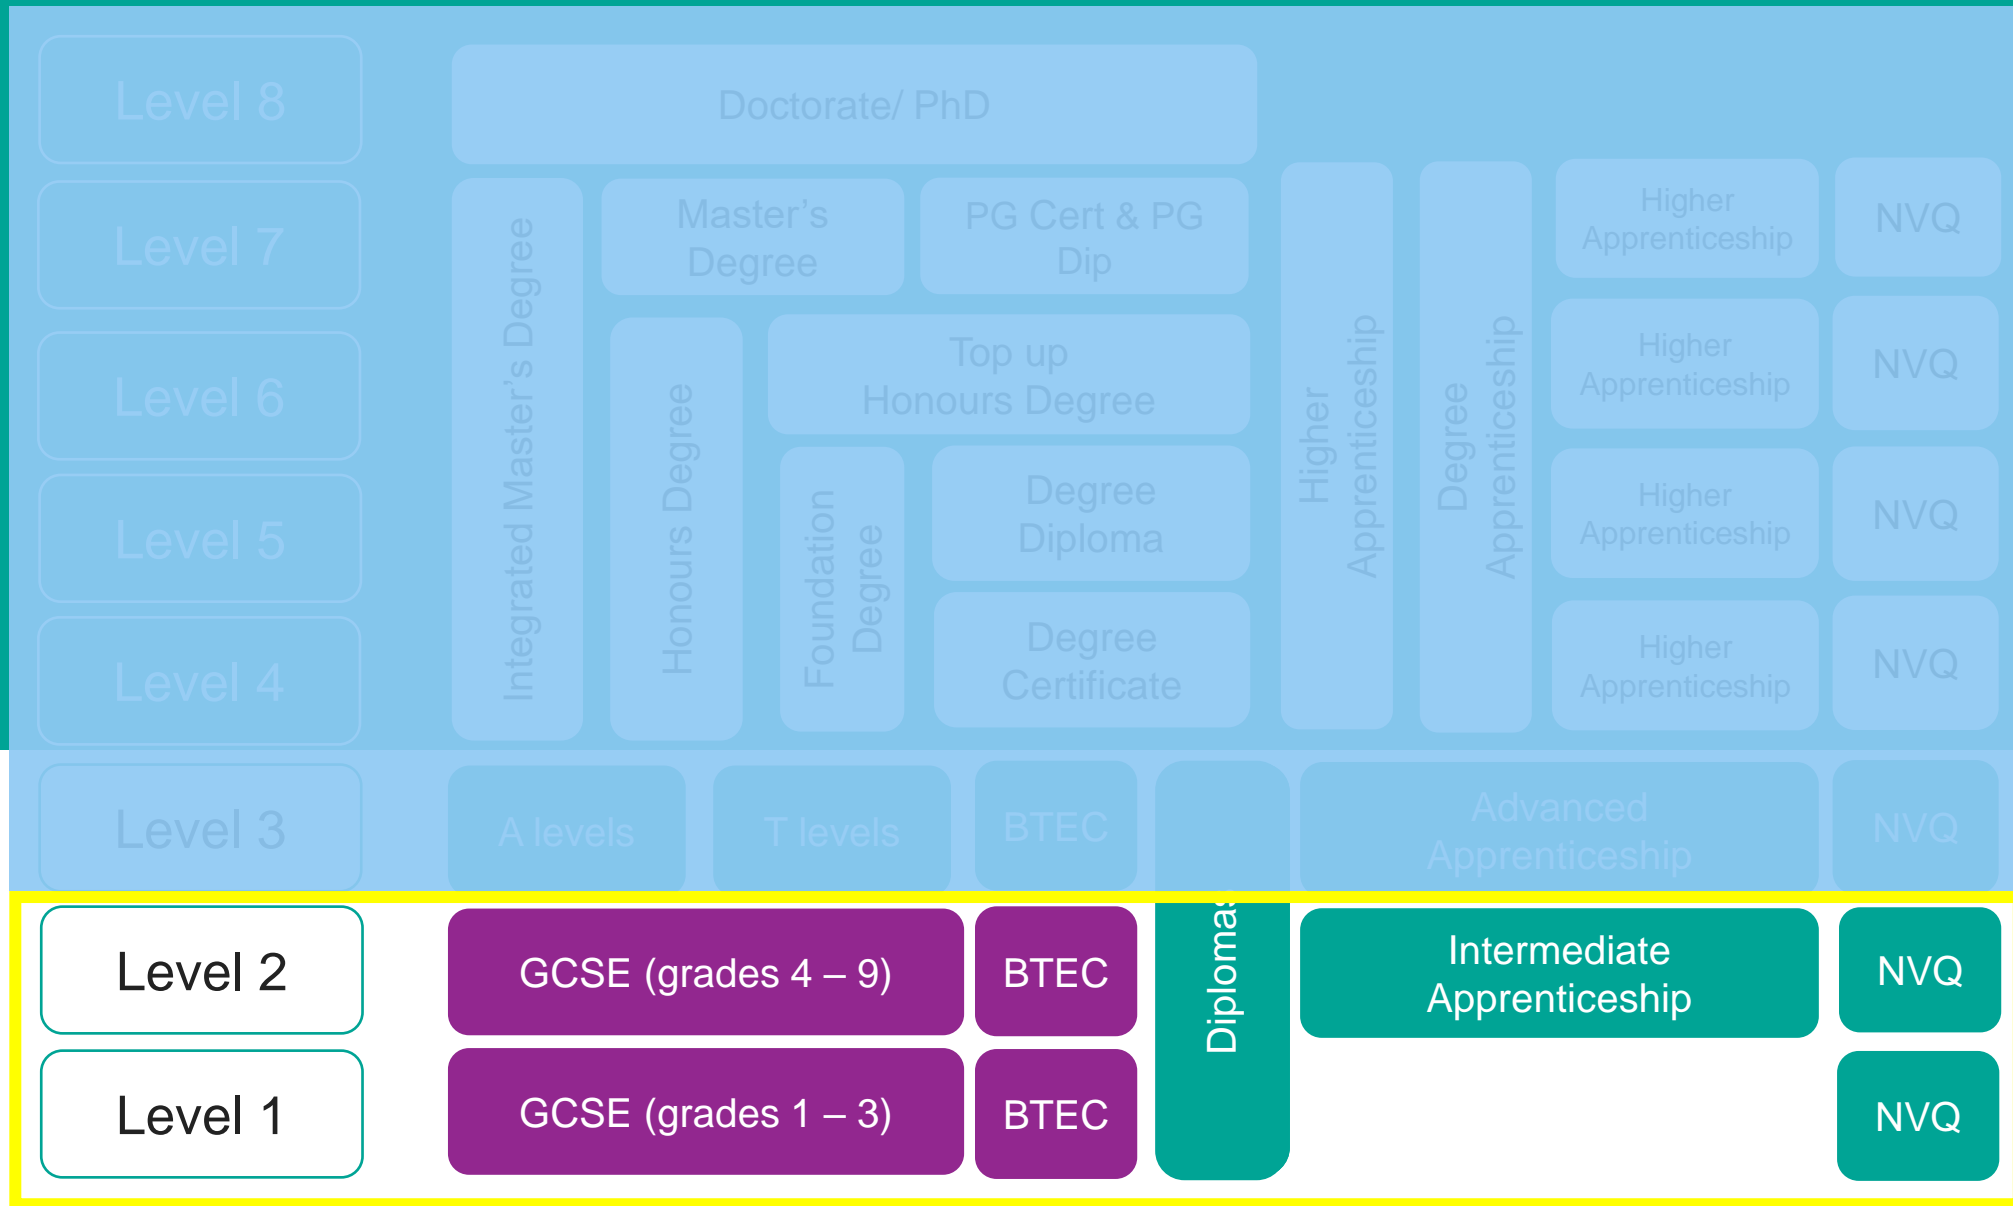 Level 8
Doctorate/ PhD
Level 7
Integrated Master's Degree
Master's
Degree
PG Cert & PG
Dip
Higher
Apprenticeship
Degree
Apprenticeship
Higher
Apprenticeship
NVQ
Level 6
Honours Degree
Top up
Honours Degree
Higher
Apprenticeship
NVQ
Level 5
Foundation
Degree
Degree
Diploma
Higher
Apprenticeship
NVQ
Level 4
Degree
Certificate
Higher
Apprenticeship
NVQ
Level 3
A levels
T levels
BTEC
Diplomas
Advanced
Apprenticeship
NVQ
Level 2
GCSE (grades 4 – 9)
BTEC
Intermediate
Apprenticeship
NVQ
Level 1
GCSE (grades 1 – 3)
BTEC
NVQ